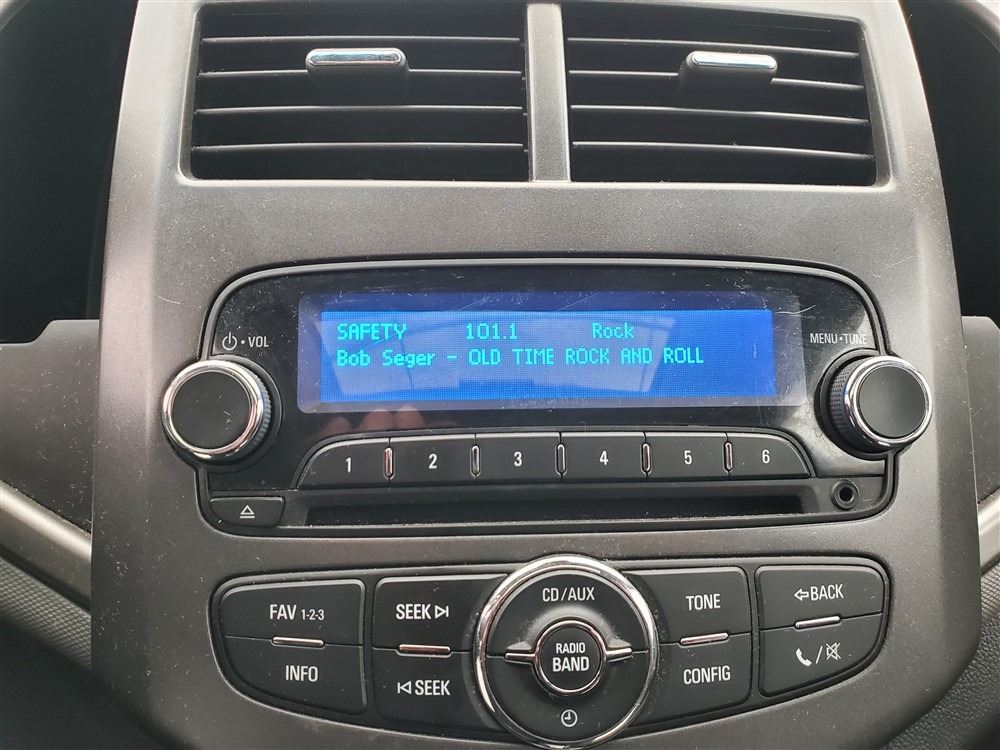 SAFETY 101.1 Rock
Bob Seger - OLD TIME ROCK AND ROLL
VOL
MENU•TUNE
1 2 3 4 5 6
FAV 1-2-3
SEEK
CD/AUX
TONE
BACK
RADIO
BAND
INFO
SEEK
CONFIG